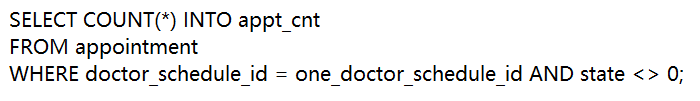 SELECT COUNT(*) INTO appt_cnt
FROM appointment
WHERE doctor_schedule_id = one_doctor_schedule_id AND state <> 0;